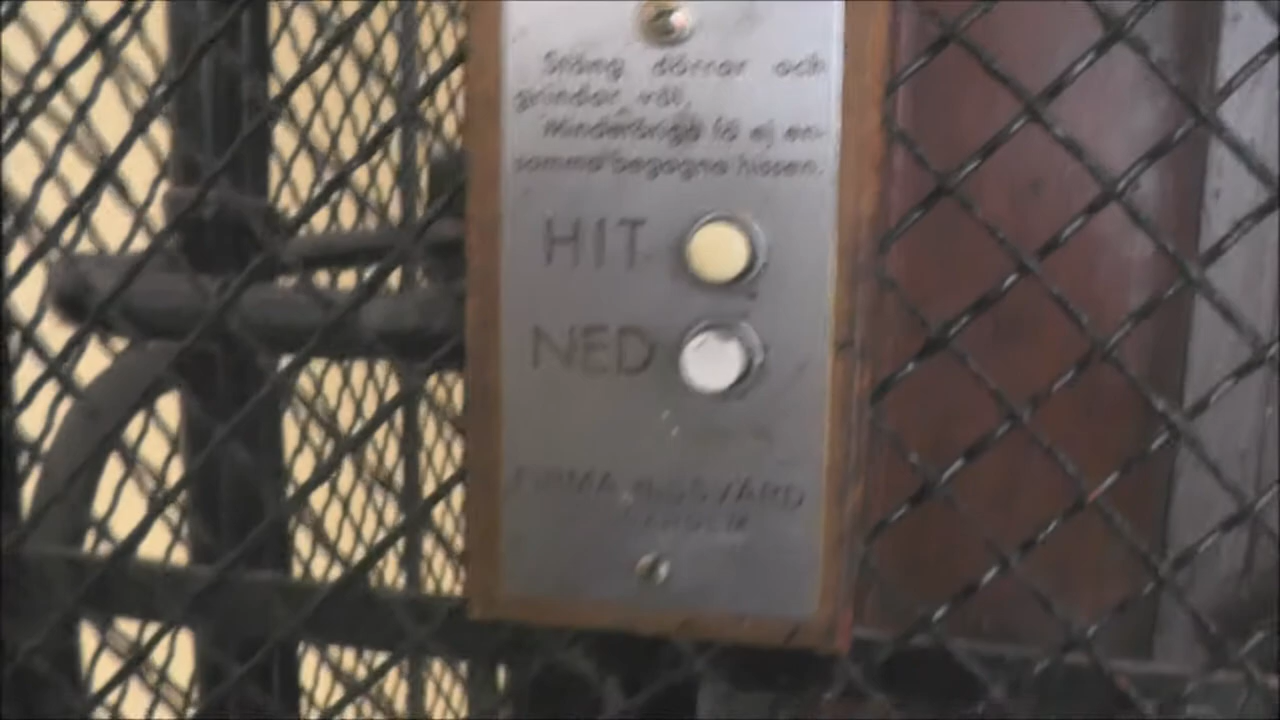 Stäng dörrar och
grindar väl.
Minderåriga få ej en-
samma begagna hissen.
HIT
NED
FIRMA